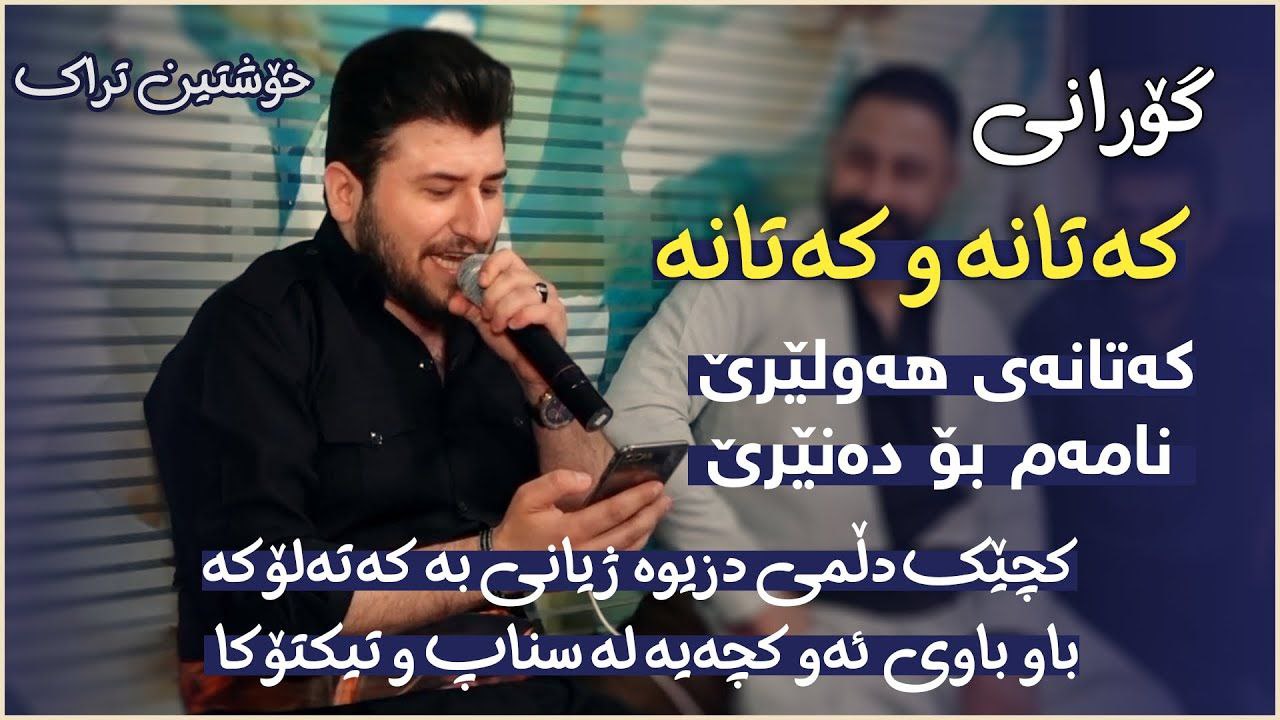 خۆشتین تراک
گۆرانی
کەتانە و کەتانە
کەتانەی هەولێرێ
نامەم بۆ دەنێرێ
کچێک دڵمی دزیوە ژیانی بە کەتەلۆکە
باو باوی ئەو کچەیە لە سناپ و تیکتۆکا